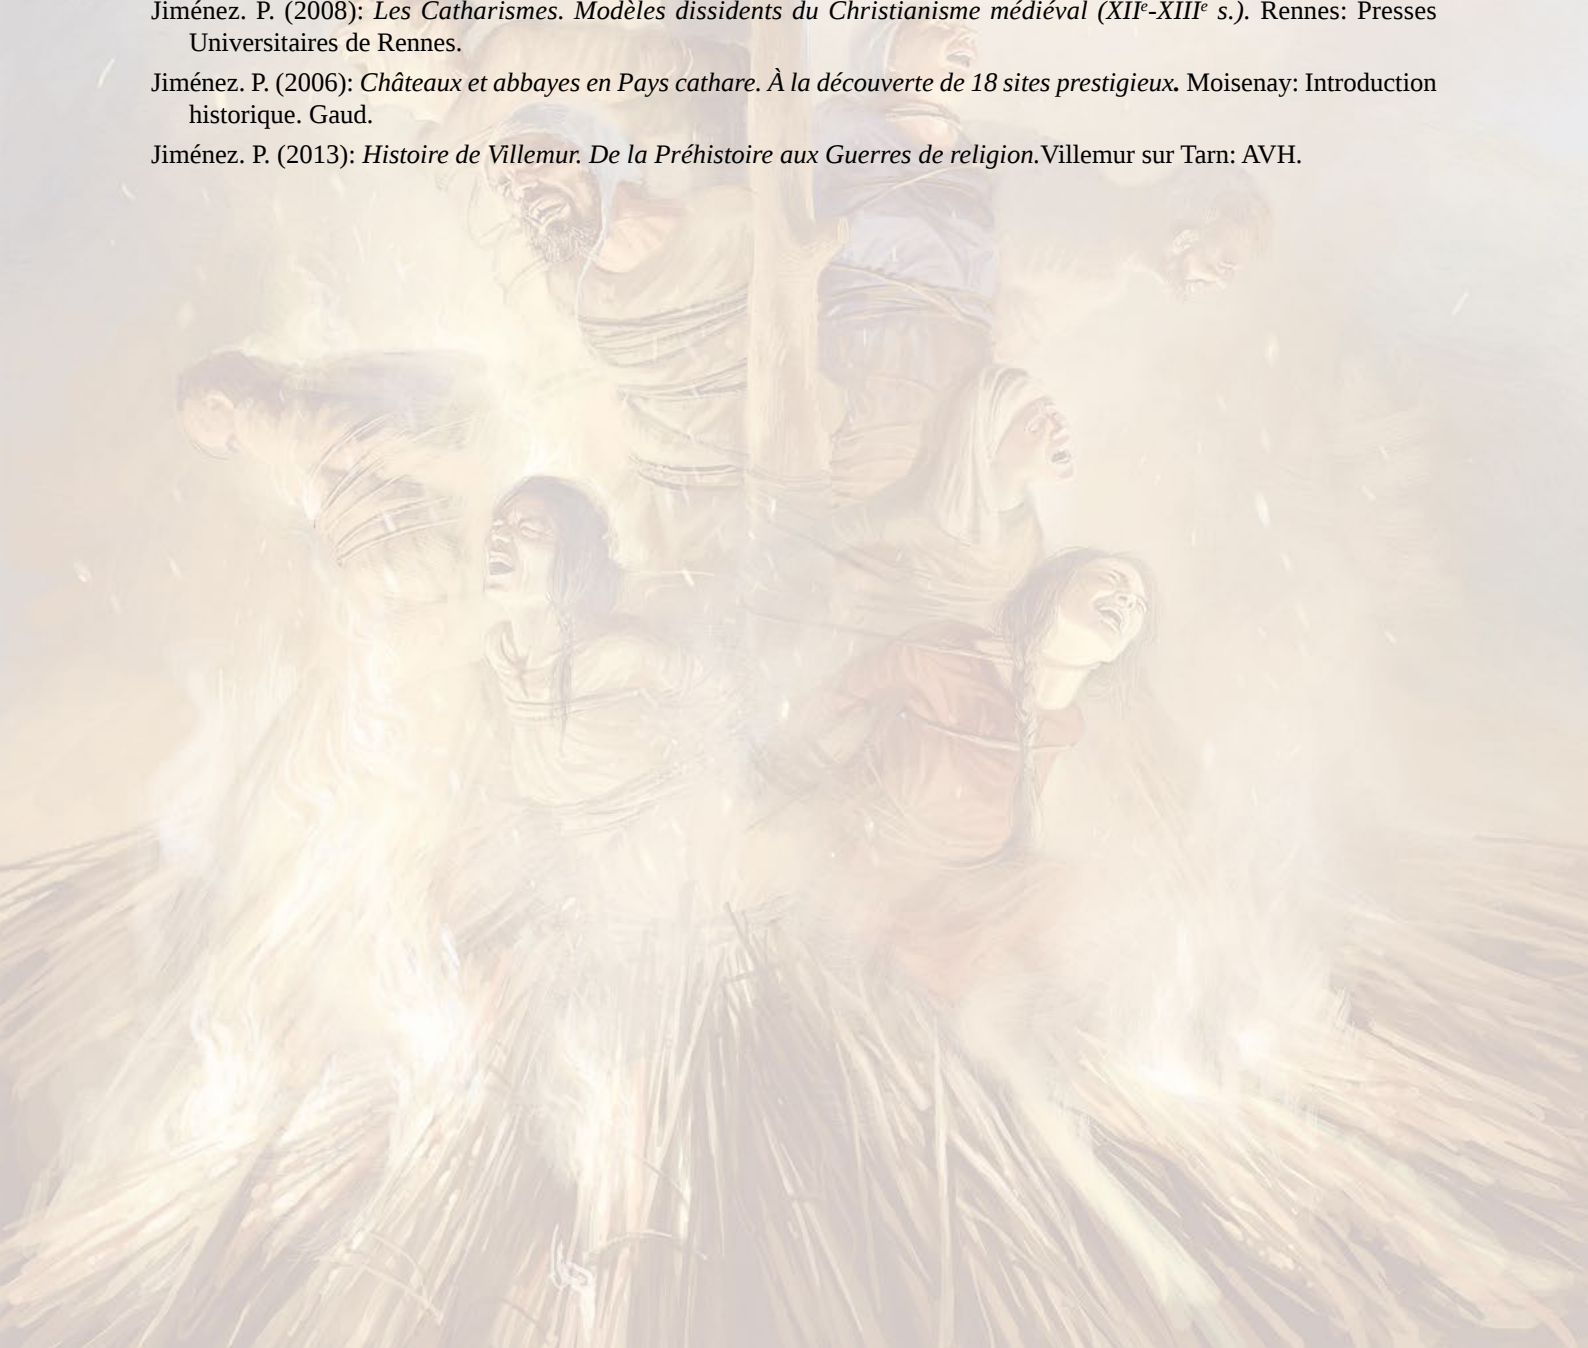 Jiménez. P. (2008): Les Catharismes. Modèles dissidents du Christianisme médiéval (XIIᵉ-XIIIᵉ s.). Rennes: Presses
Universitaires de Rennes.
Jiménez. P. (2006): Châteaux et abbayes en Pays cathare. À la découverte de 18 sites prestigieux. Moisenay: Introduction
historique. Gaud.
Jiménez. P. (2013): Histoire de Villemur. De la Préhistoire aux Guerres de religion.Villemur sur Tarn: AVH.